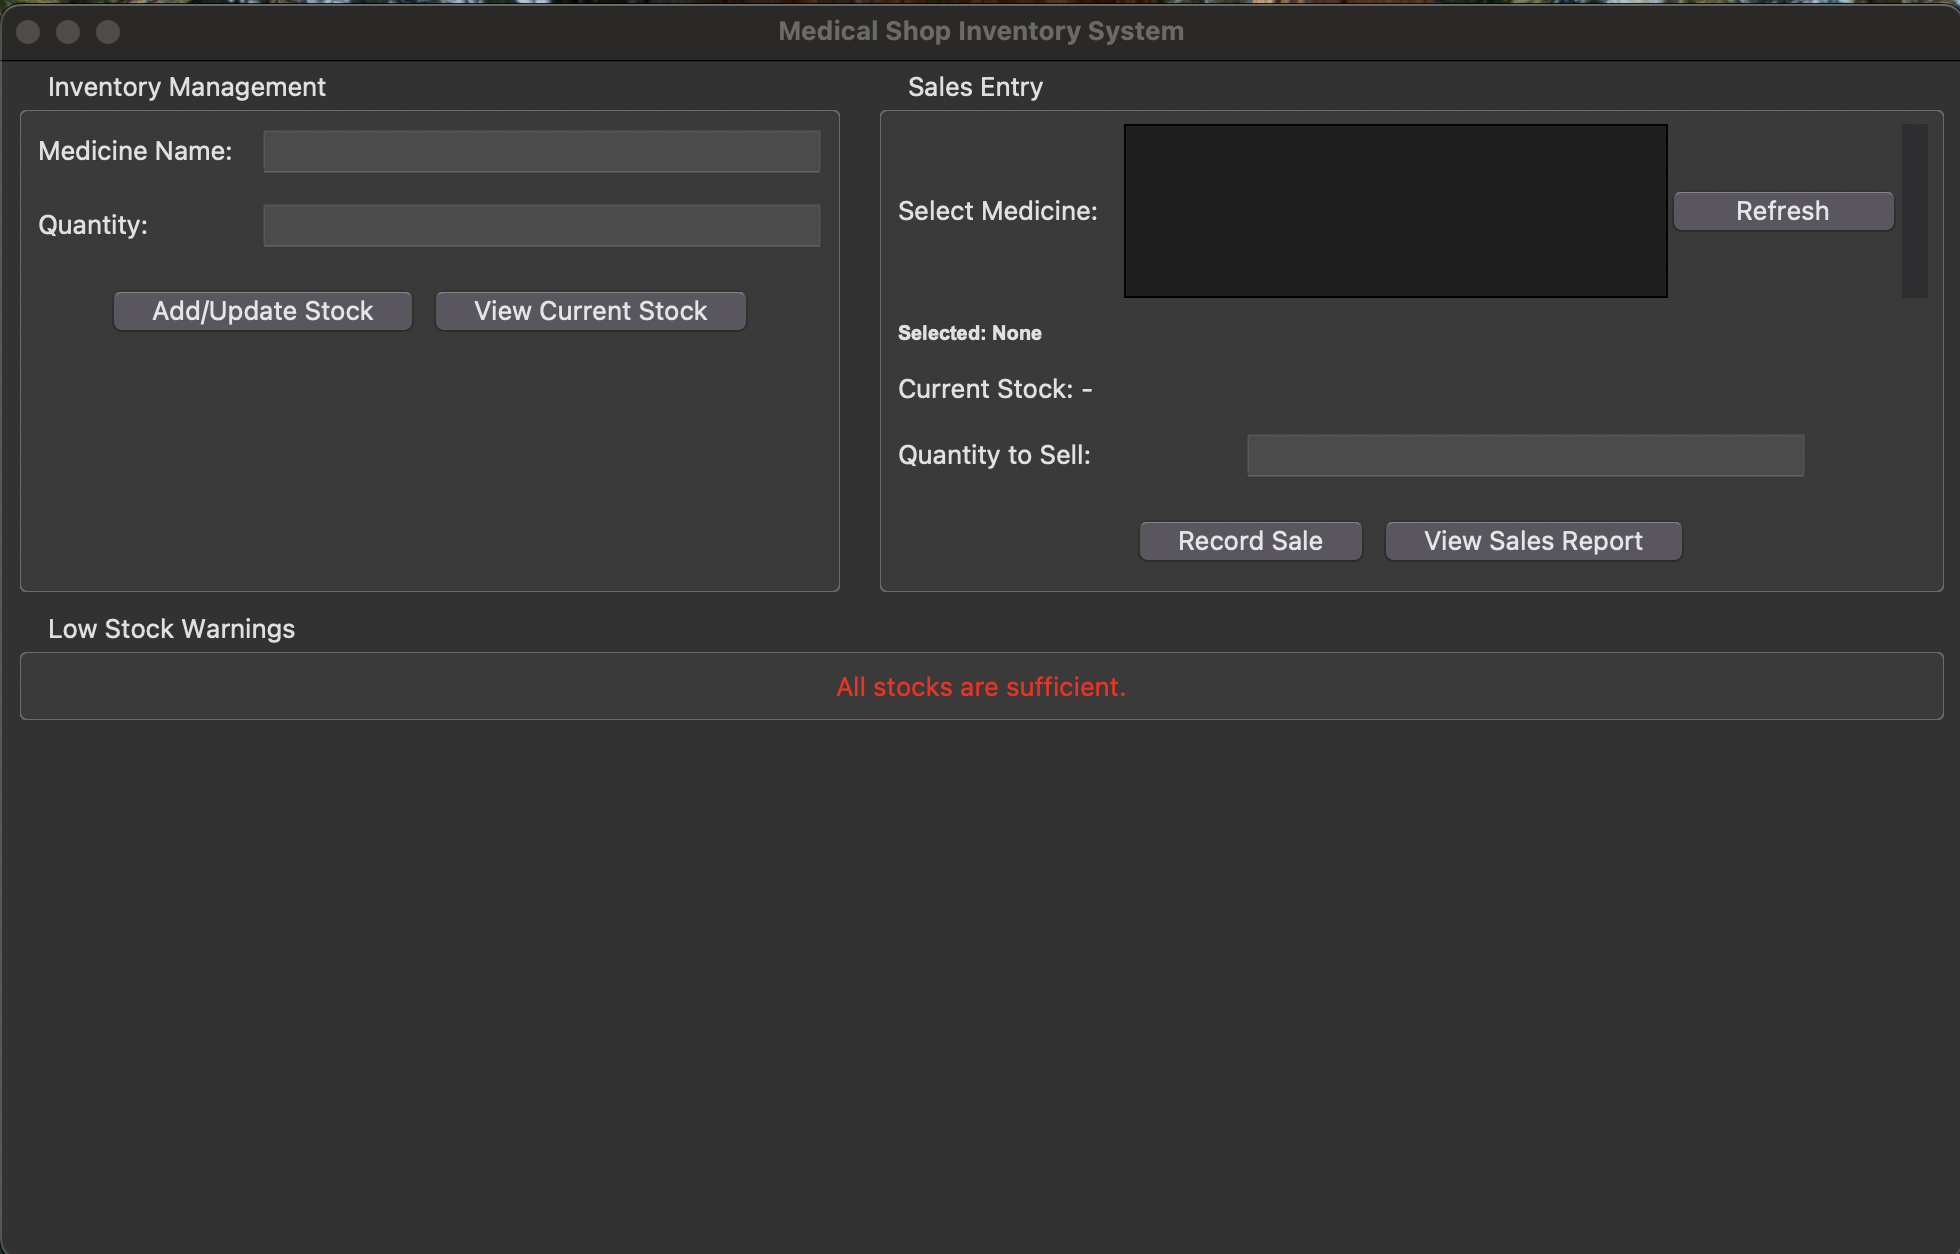 Medical Shop Inventory System
Inventory Management
Medicine Name:
Quantity:
Add/Update Stock
View Current Stock
Sales Entry
Select Medicine:
Refresh
Selected: None
Current Stock: -
Quantity to Sell:
Record Sale
View Sales Report
Low Stock Warnings
All stocks are sufficient.